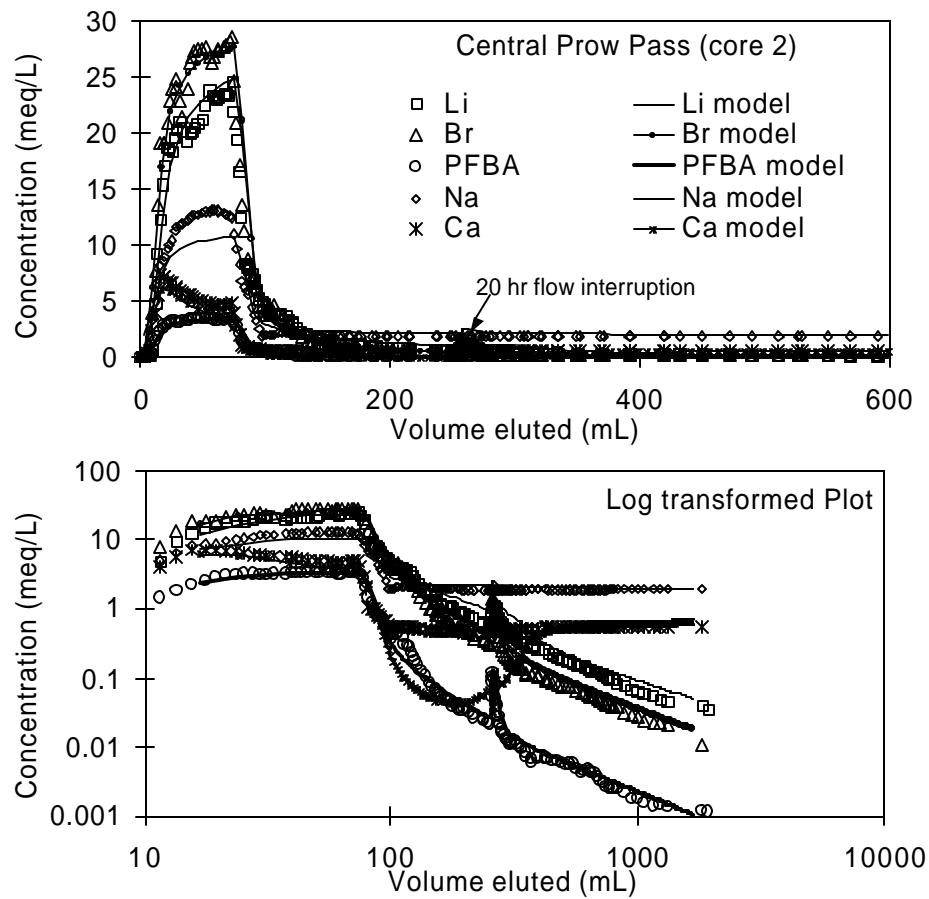 30
25
20
15
10
5
0
Concentration (meq/L)
Central Prow Pass (core 2)
Li
Br
PFBA
Na
Ca
Li model
Br model
PFBA model
Na model
Ca model
20 hr flow interruption
0
200
400
600
Volume eluted (mL)
100
10
1
0.1
0.01
0.001
Concentration (meq/L)
Log transformed Plot
10
100
1000
10000
Volume eluted (mL)